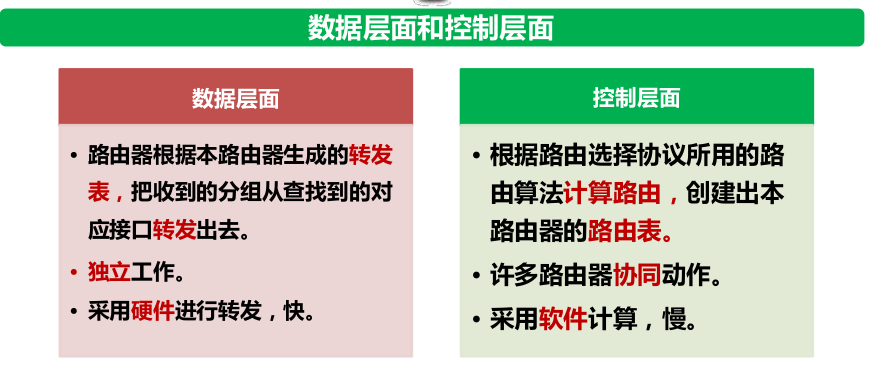 数据层面和控制层面
数据层面
• 路由器根据本路由器生成的转发
表，把收到的分组从查找到的对
应接口转发出去。
• 独立工作。
• 采用硬件进行转发，快。
控制层面
• 根据路由选择协议所用的路
由算法计算路由，创建出本
路由器的路由表。
• 许多路由器协同动作。
• 采用软件计算，慢。